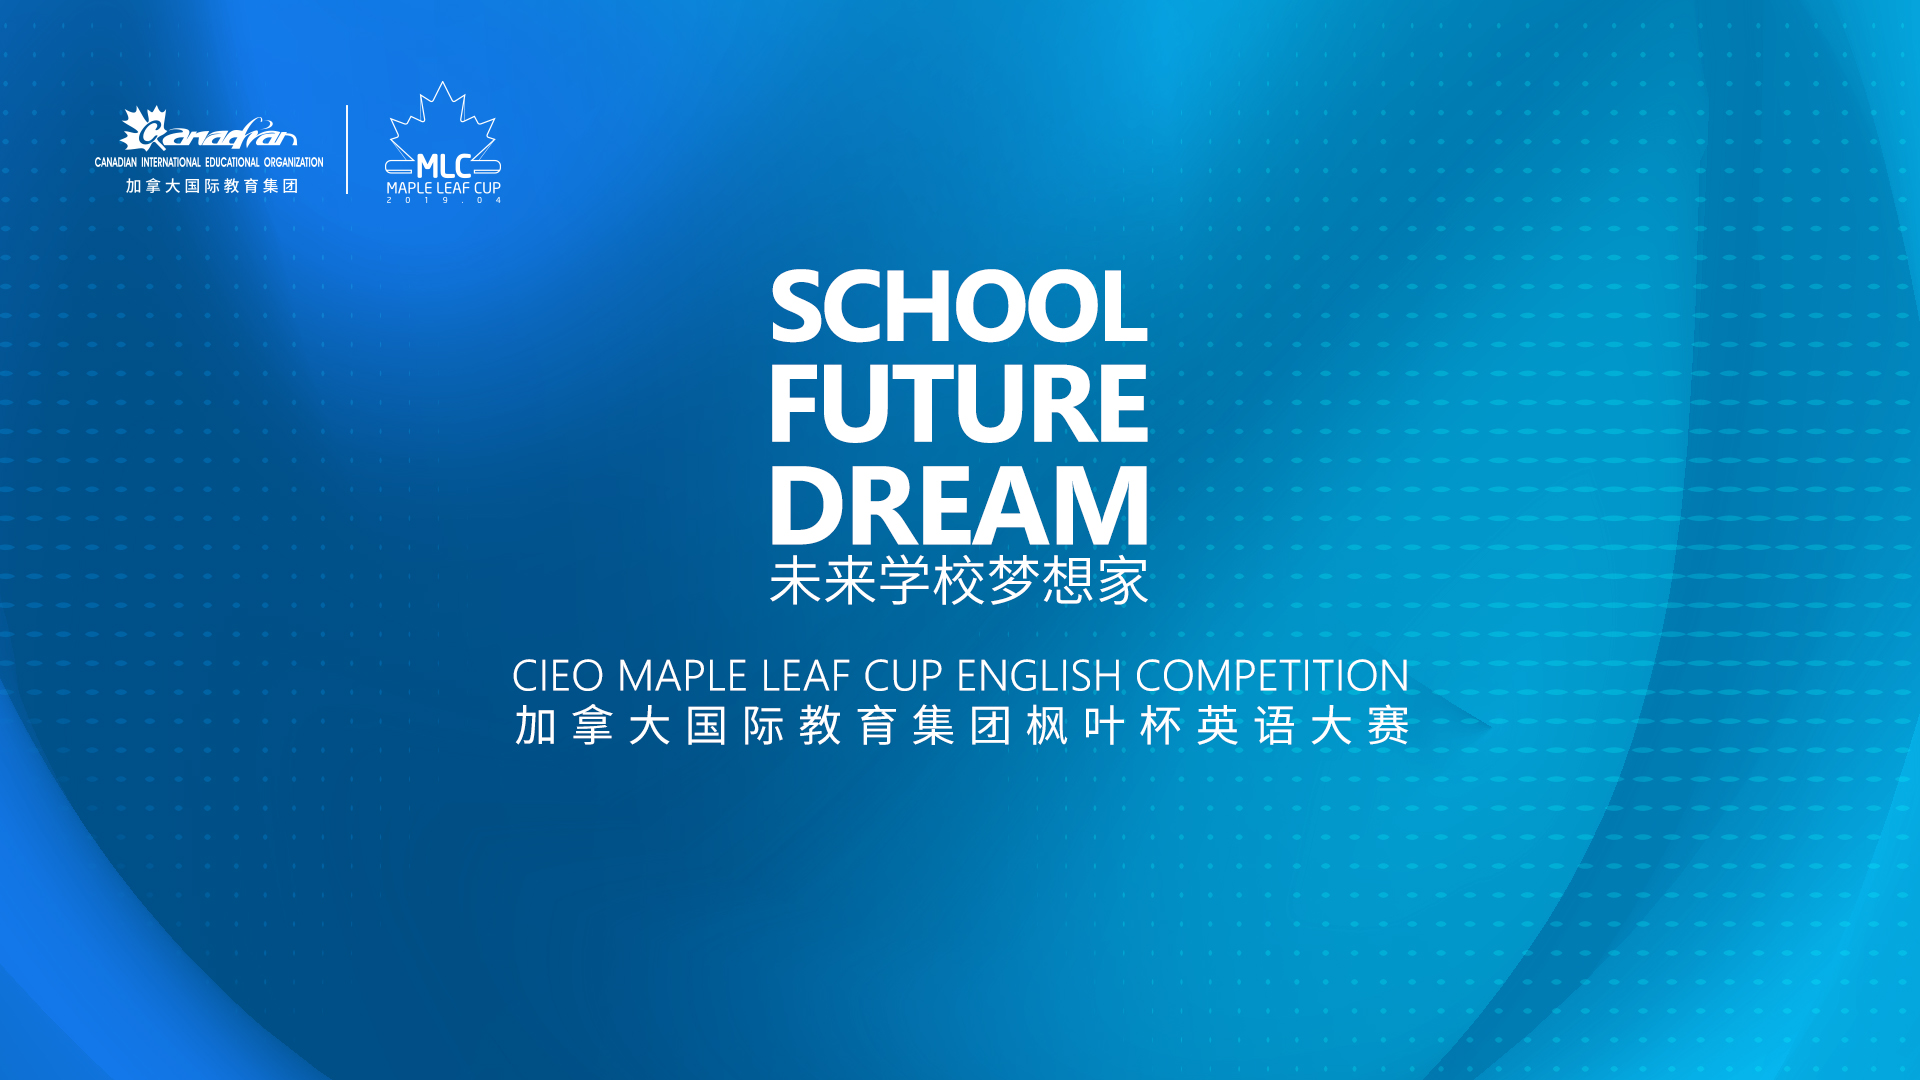 Canadian
CANADIAN INTERNATIONAL EDUCATIONAL ORGANIZATION
加拿大国际教育集团
MLC
MAPLE LEAF CUP
2019.04
SCHOOL
FUTURE
DREAM
未来学校梦想家
CIEO MAPLE LEAF CUP ENGLISH COMPETITION
加拿大国际教育集团枫叶杯英语大赛